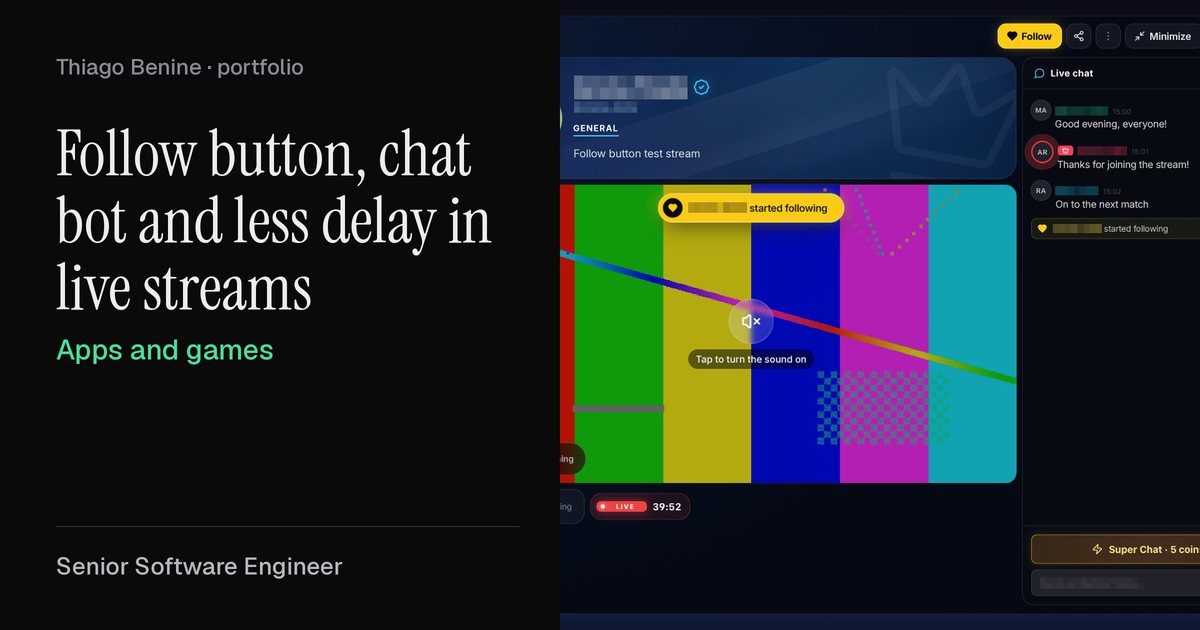 Thiago Benine · portfolio
Follow button, chat
bot and less delay in
live streams
Apps and games
Senior Software Engineer
Follow
Minimize
GENERAL
Follow button test stream
started following
Tap to turn the sound on
ing
ing
LIVE
39:52
Live chat
MA
15:00
Good evening, everyone!
AR
15:01
Thanks for joining the stream!
RA
15:02
On to the next match
started following
Super Chat · 5 coin